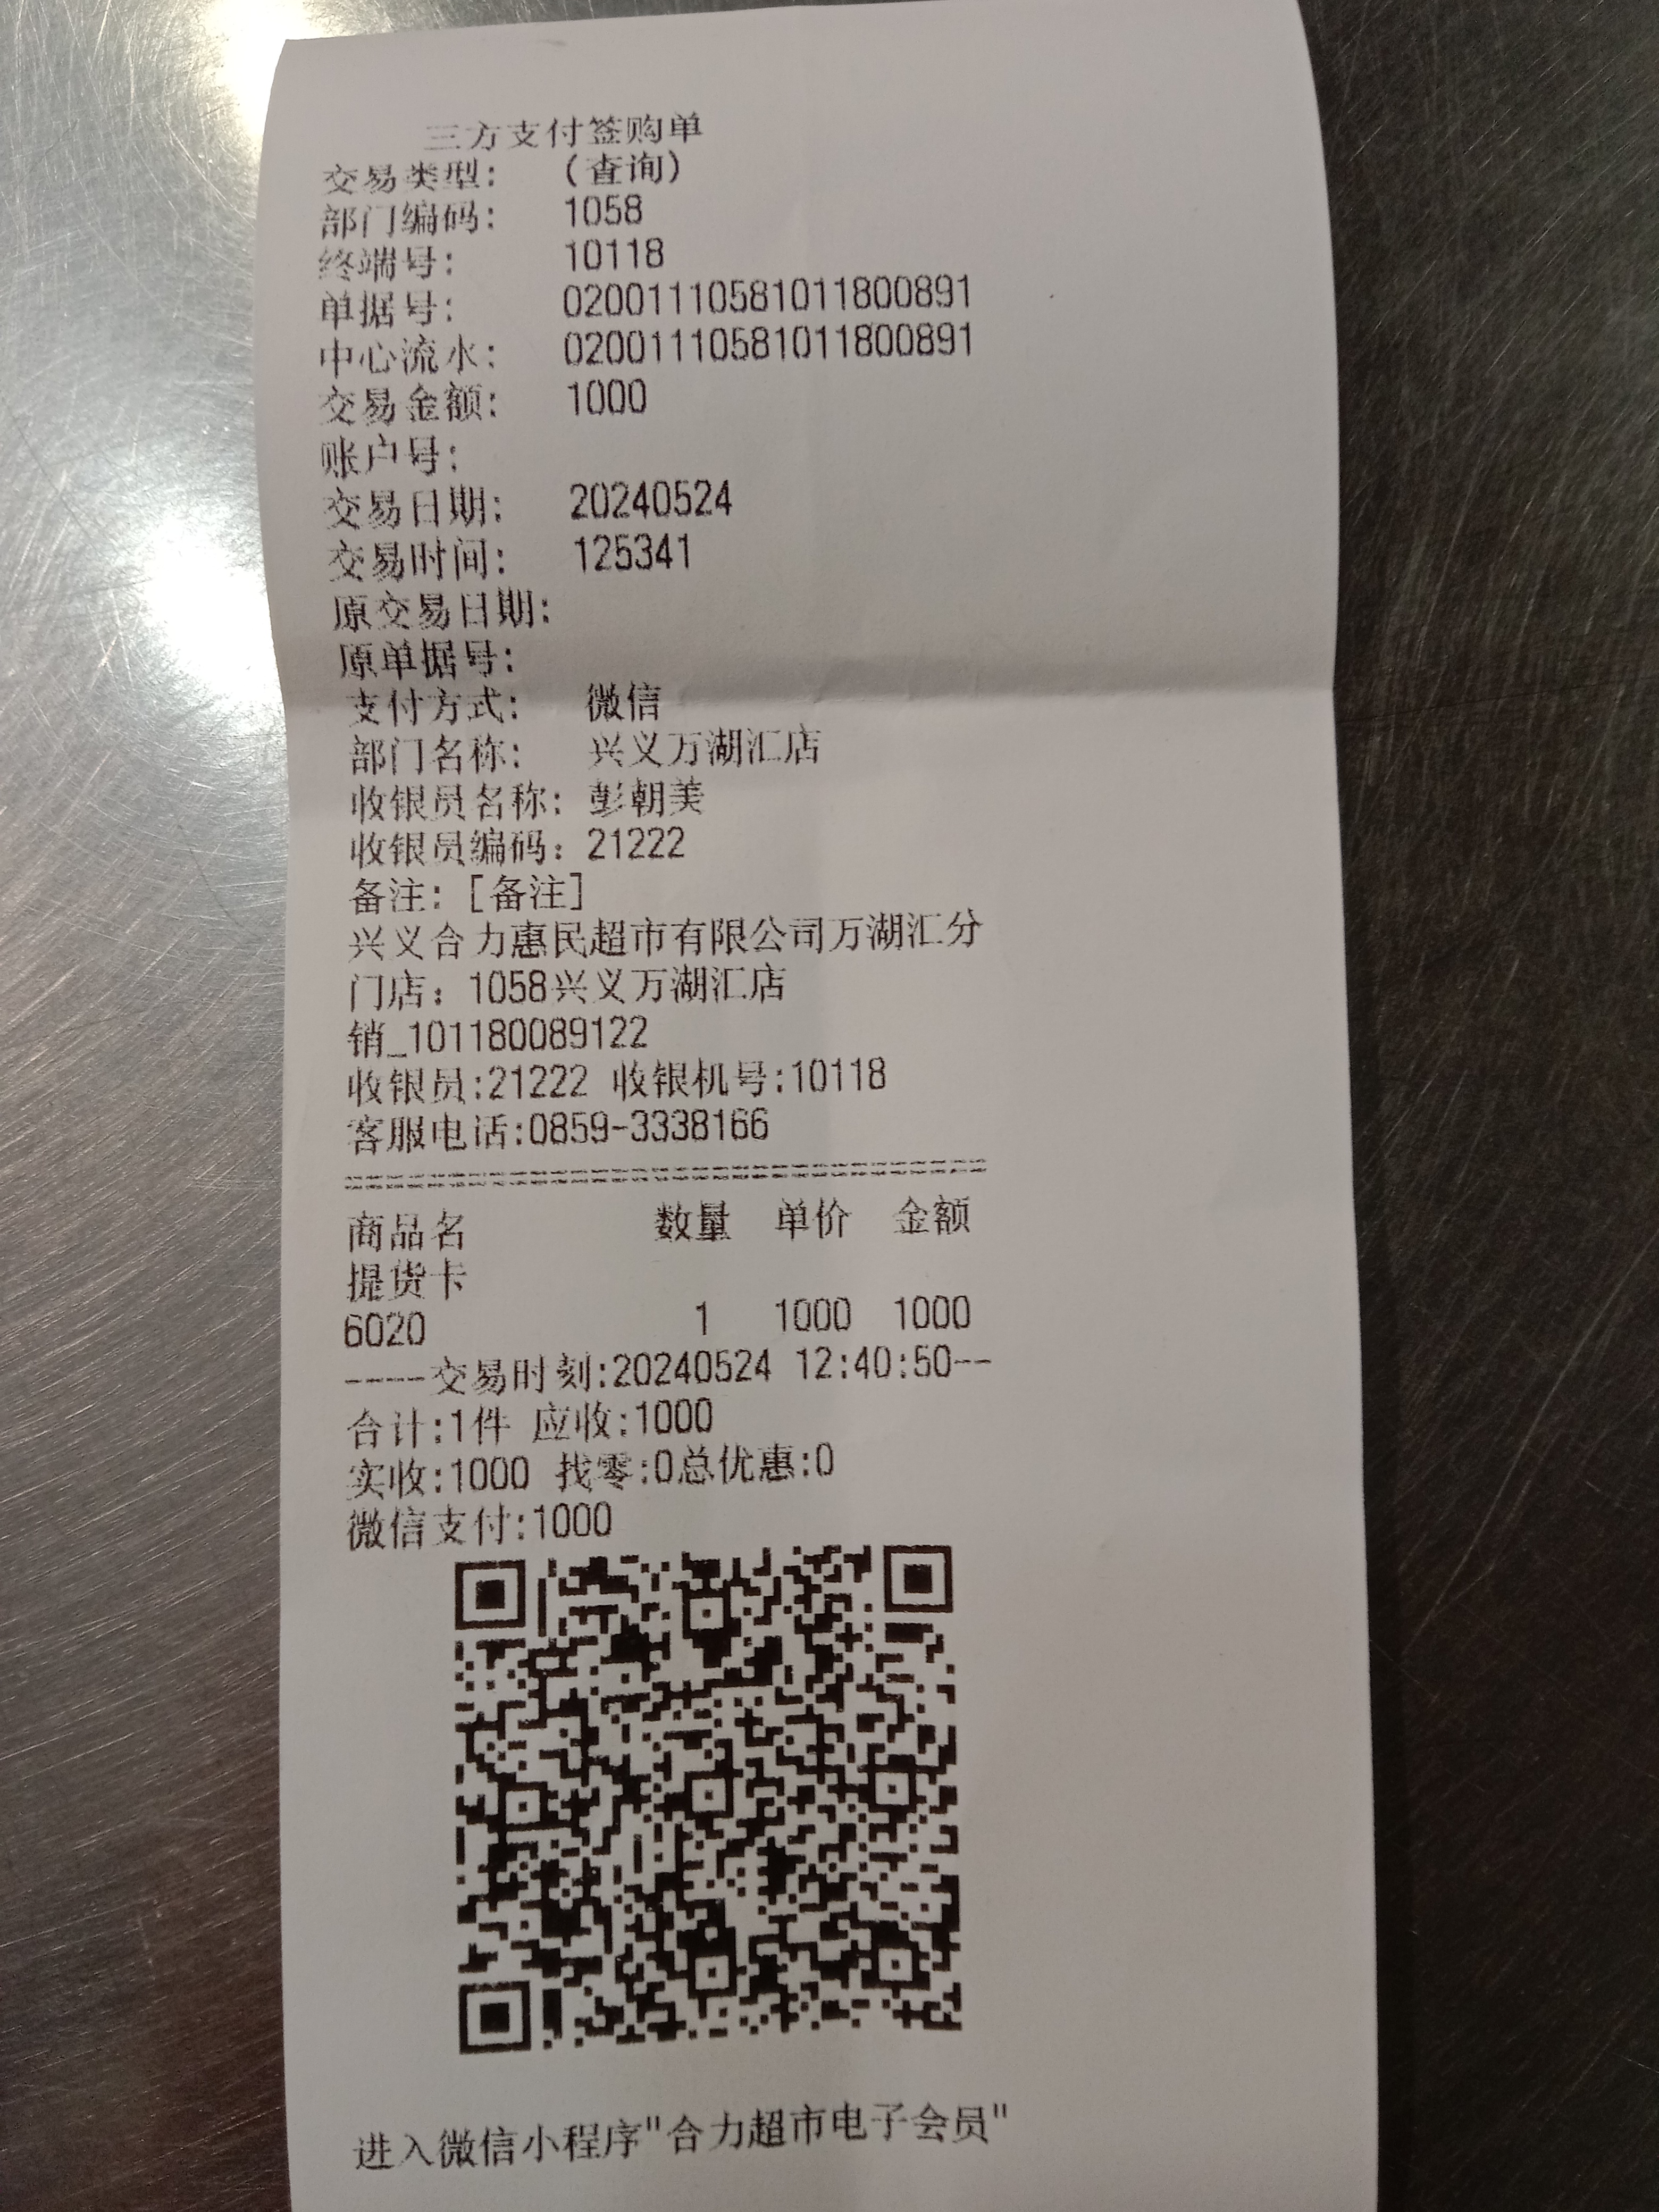 三方支付签购单
交易类型: (查询)
部门编码: 1058
终端号: 10118
单据号: 02001110581011800891
中心流水: 02001110581011800891
交易金额: 1000
账户号:
交易日期: 20240524
交易时间: 125341
原交易日期:
原单据号:
支付方式: 微信
部门名称: 兴义万湖汇店
收银员名称: 彭朝美
收银员编码: 21222
备注: [备注]
兴义合力惠民超市有限公司万湖汇分
门店: 1058兴义万湖汇店
销_101180089122
收银员:21222 收银机号:10118
客服电话:0859-3338166
================================
商品名 数量 单价 金额
提货卡
6020 1 1000 1000
----交易时刻:20240524 12:40:50--
合计:1件 应收:1000
实收:1000 找零:0总优惠:0
微信支付:1000
进入微信小程序"合力超市电子会员"